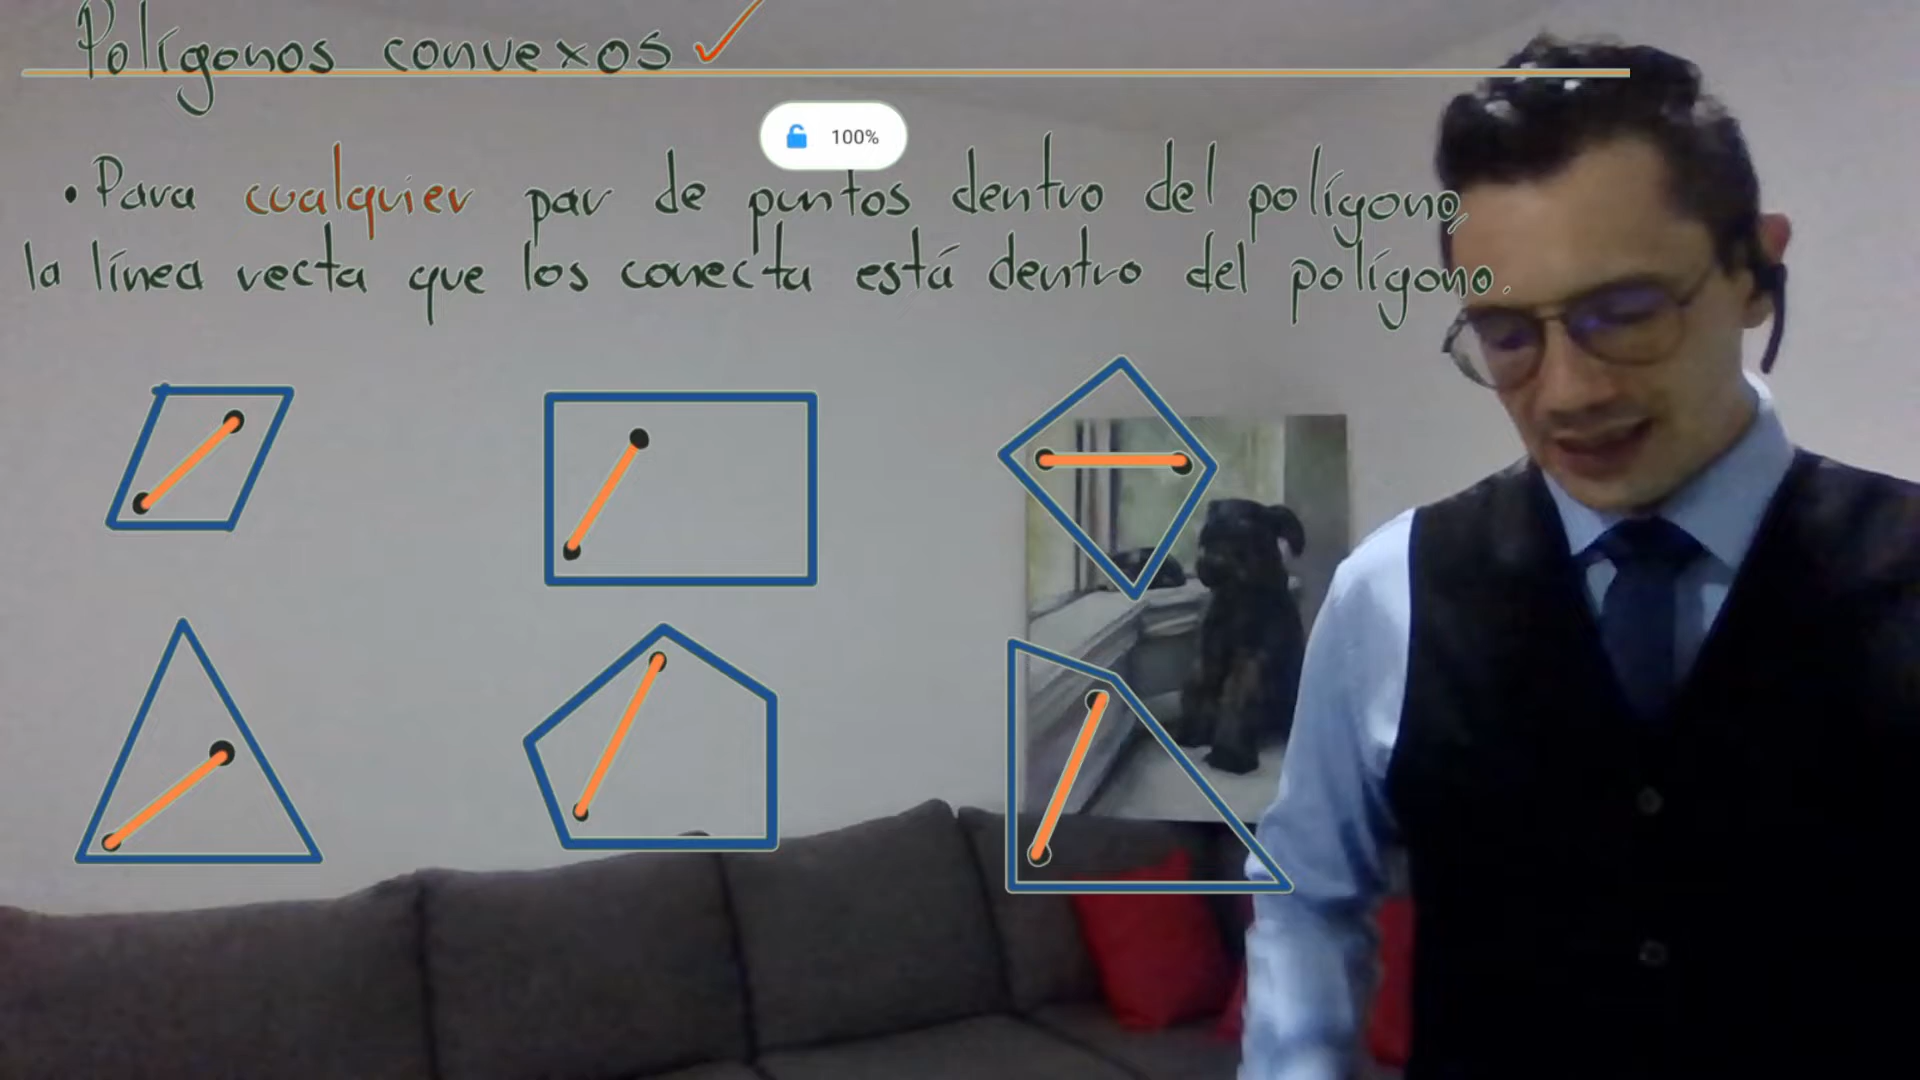 Polígonos convexos ✓
100%
• Para cualquier par de puntos dentro del polígono,
la línea recta que los conecta está dentro del polígono.